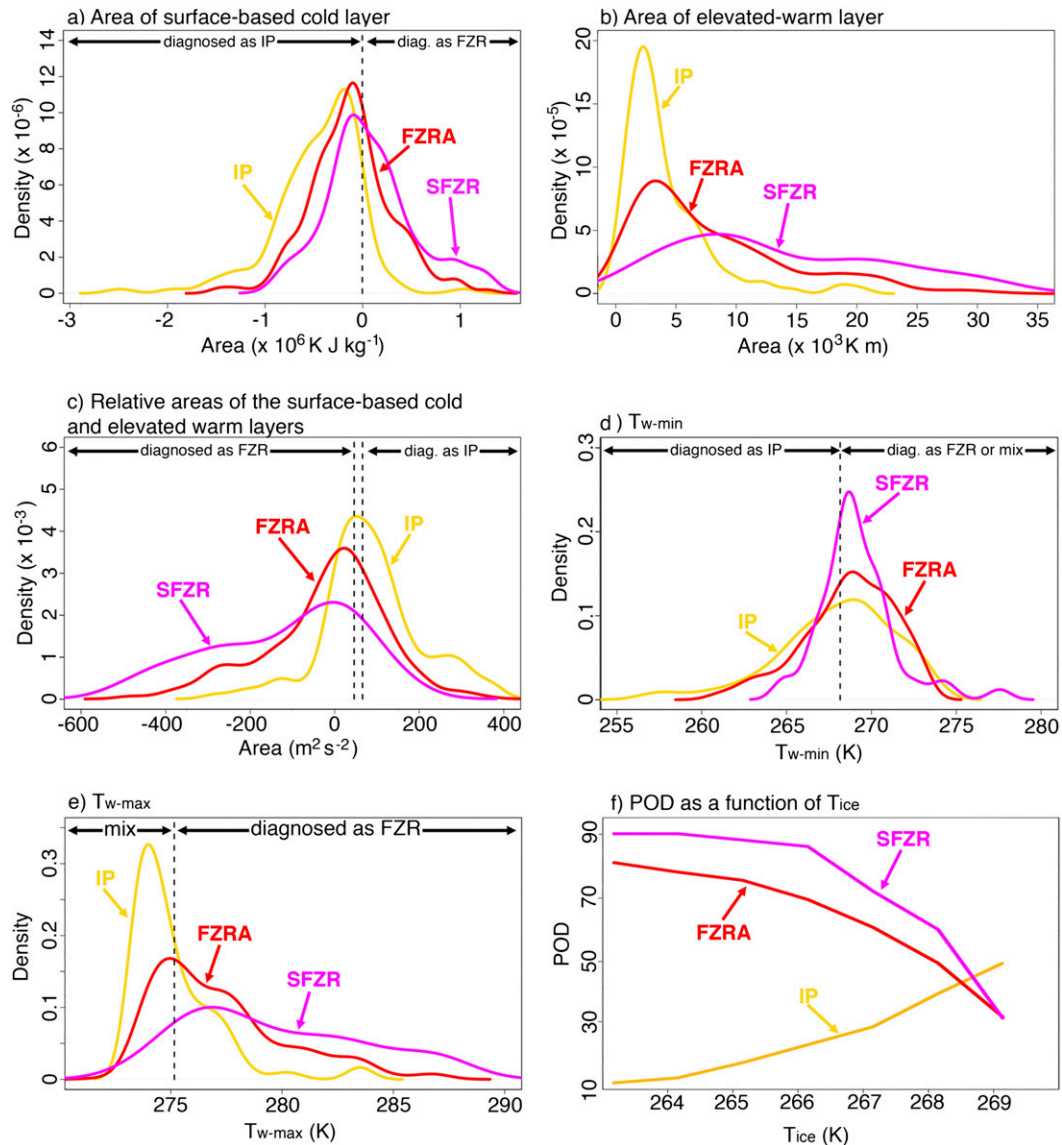 a) Area of surface-based cold layer
diagnosed as IP
diag. as FZR
14
12
10
8
6
4
2
0
Density (x 10-6)
IP
FZRA
SFZR
-3
-2
-1
0
1
Area (x 10⁶ K J kg⁻¹)
b) Area of elevated-warm layer
20
15
10
5
0
Density (x 10⁻⁵)
IP
FZRA
SFZR
0
5
10
15
20
25
30
35
Area (x 10³K m)
c) Relative areas of the surface-based cold
and elevated warm layers
diagnosed as FZR
diag. as IP
6
5
4
3
2
1
0
Density (x 10⁻³)
FZRA
IP
SFZR
-600
-400
-200
0
200
400
Area (m² s⁻²)
d) Tw-min
diagnosed as IP
diag. as FZR or mix
0.3
0.2
0.1
0
Density
SFZR
FZRA
IP
255
260
265
270
275
280
Tw-min (K)
e) Tw-max
mix
diagnosed as FZR
0.3
0.2
0.1
0
Density
IP
FZRA
SFZR
275
280
285
290
Tw-max (K)
f) POD as a function of Tice
90
70
50
30
10
POD
SFZR
FZRA
IP
264
265
266
267
268
269
Tice (K)